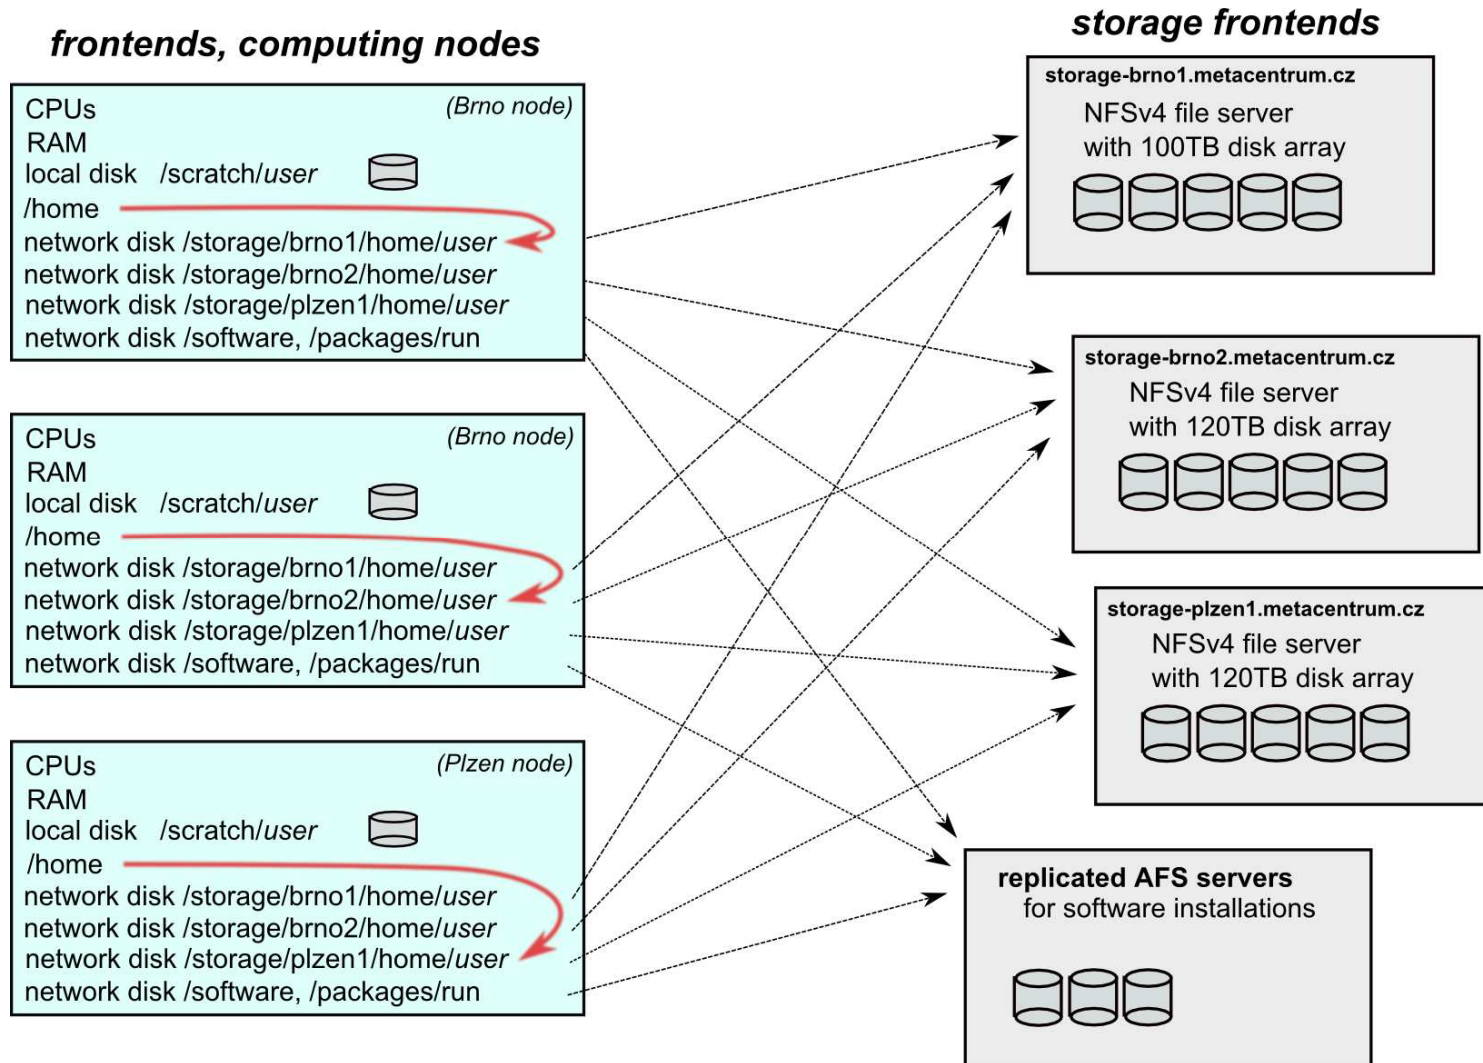 frontends, computing nodes
CPUs (Brno node)
RAM
local disk /scratch/user
/home
network disk /storage/brno1/home/user
network disk /storage/brno2/home/user
network disk /storage/plzen1/home/user
network disk /software, /packages/run
CPUs (Brno node)
RAM
local disk /scratch/user
/home
network disk /storage/brno1/home/user
network disk /storage/brno2/home/user
network disk /storage/plzen1/home/user
network disk /software, /packages/run
CPUs (Plzen node)
RAM
local disk /scratch/user
/home
network disk /storage/brno1/home/user
network disk /storage/brno2/home/user
network disk /storage/plzen1/home/user
network disk /software, /packages/run
storage frontends
storage-brno1.metacentrum.cz
NFSv4 file server
with 100TB disk array
storage-brno2.metacentrum.cz
NFSv4 file server
with 120TB disk array
storage-plzen1.metacentrum.cz
NFSv4 file server
with 120TB disk array
replicated AFS servers
for software installations